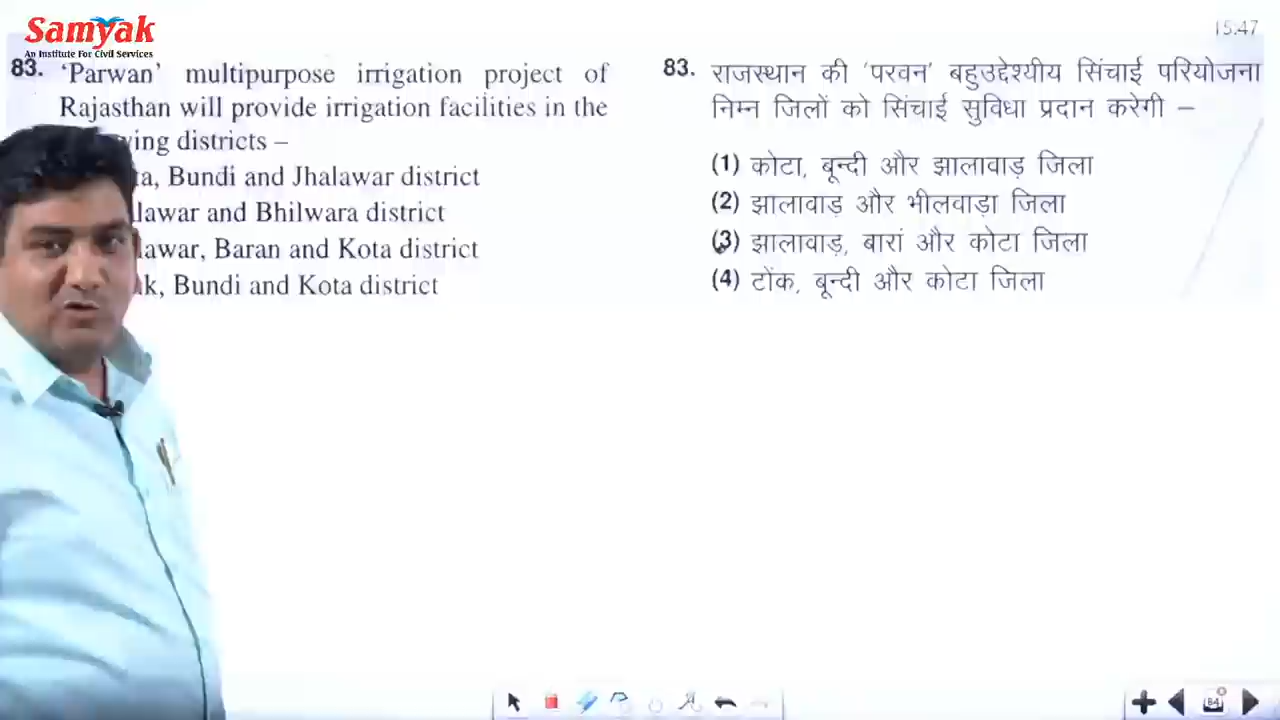 Samyak
An Institute For Civil Services
15:47
83. 'Parwan' multipurpose irrigation project of
Rajasthan will provide irrigation facilities in the
districts –
Bundi and Jhalawar district
and Bhilwara district
Baran and Kota district
Bundi and Kota district
83. राजस्थान की 'परवन' बहुउद्देश्यीय सिंचाई परियोजना
निम्न जिलों को सिंचाई सुविधा प्रदान करेगी –
(1) कोटा, बून्दी और झालावाड़ जिला
(2) झालावाड़ और भीलवाड़ा जिला
(3) झालावाड़, बारां और कोटा जिला
(4) टोंक, बून्दी और कोटा जिला
84